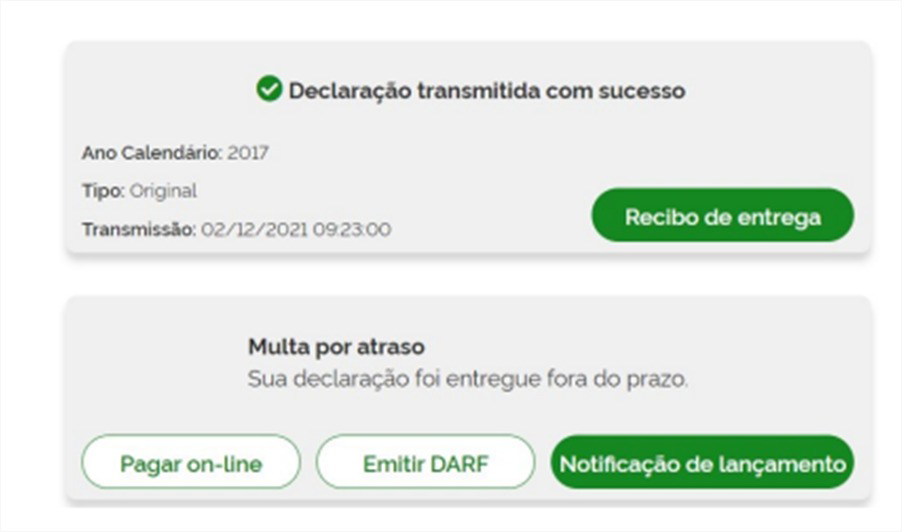 Declaração transmitida com sucesso
Ano Calendário: 2017
Tipo: Original
Transmissão: 02/12/2021 09:23:00
Recibo de entrega
Multa por atraso
Sua declaração foi entregue fora do prazo.
Pagar on-line
Emitir DARF
Notificação de lançamento